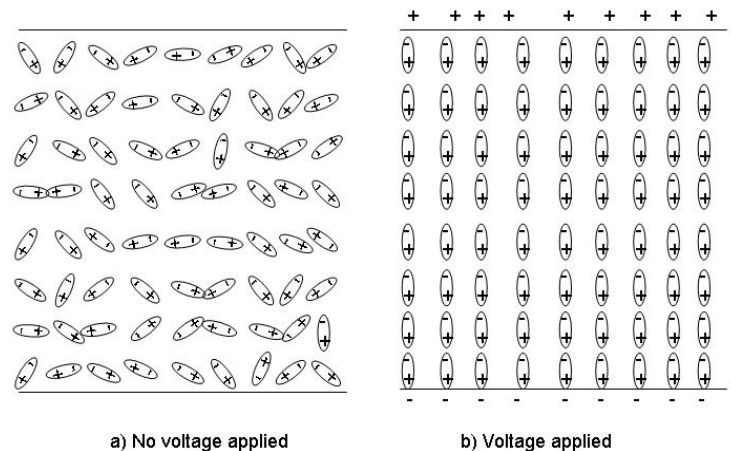 + + + + + + + + +
- - - - - - - - -
a) No voltage applied
b) Voltage applied